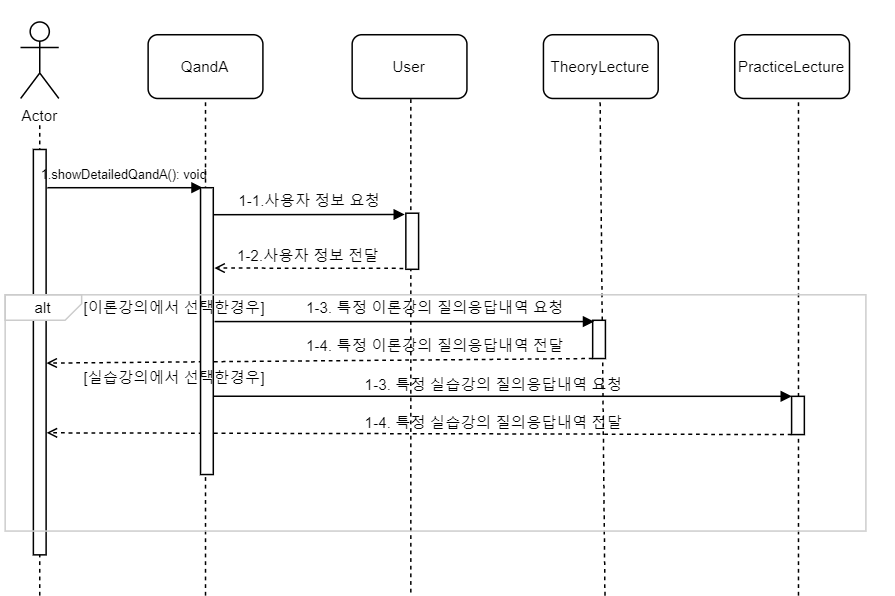 QandA
User
TheoryLecture
PracticeLecture
Actor
1.showDetailedQandA(): void
1-1.사용자 정보 요청
1-2.사용자 정보 전달
alt
[이론강의에서 선택한경우]
1-3. 특정 이론강의 질의응답내역 요청
1-4. 특정 이론강의 질의응답내역 전달
[실습강의에서 선택한경우]
1-3. 특정 실습강의 질의응답내역 요청
1-4. 특정 실습강의 질의응답내역 전달